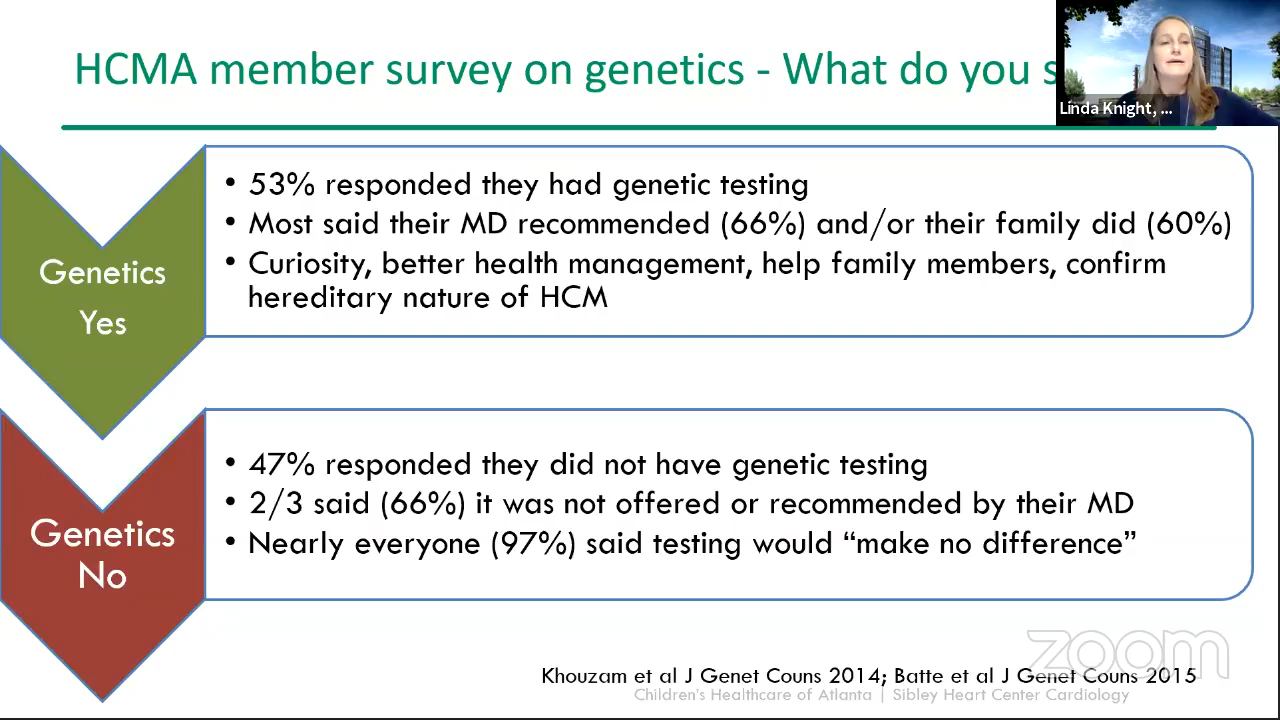 HCMA member survey on genetics - What do you s
Linda Knight, ...
Genetics
Yes
• 53% responded they had genetic testing
• Most said their MD recommended (66%) and/or their family did (60%)
• Curiosity, better health management, help family members, confirm
hereditary nature of HCM
Genetics
No
• 47% responded they did not have genetic testing
• 2/3 said (66%) it was not offered or recommended by their MD
• Nearly everyone (97%) said testing would “make no difference”
zoom
Khouzam et al J Genet Couns 2014; Batte et al J Genet Couns 2015
Children's Healthcare of Atlanta | Sibley Heart Center Cardiology